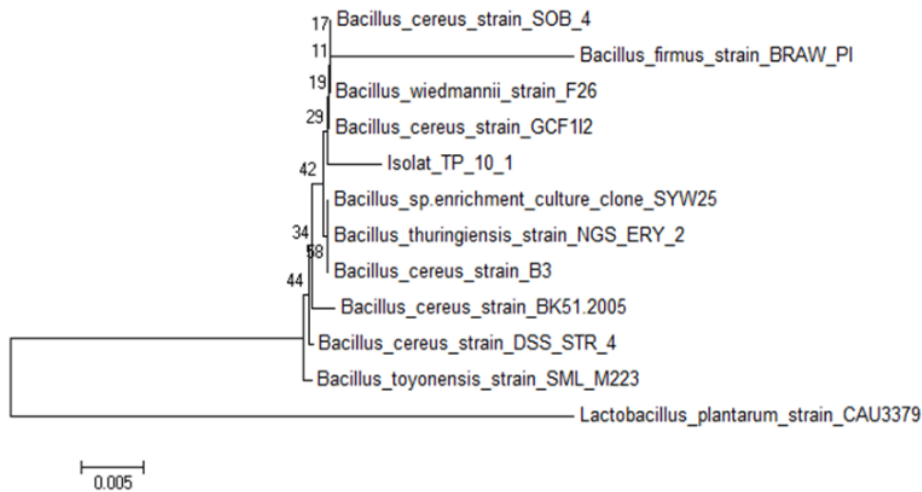 17
Bacillus_cereus_strain_SOB_4
11
Bacillus_firmus_strain_BRAW_PI
19
Bacillus_wiedmannii_strain_F26
29
Bacillus_cereus_strain_GCF1I2
42
Isolat_TP_10_1
Bacillus_sp.enrichment_culture_clone_SYW25
34
Bacillus_thuringiensis_strain_NGS_ERY_2
58
Bacillus_cereus_strain_B3
44
Bacillus_cereus_strain_BK51.2005
Bacillus_cereus_strain_DSS_STR_4
Bacillus_toyonensis_strain_SML_M223
Lactobacillus_plantarum_strain_CAU3379
0.005